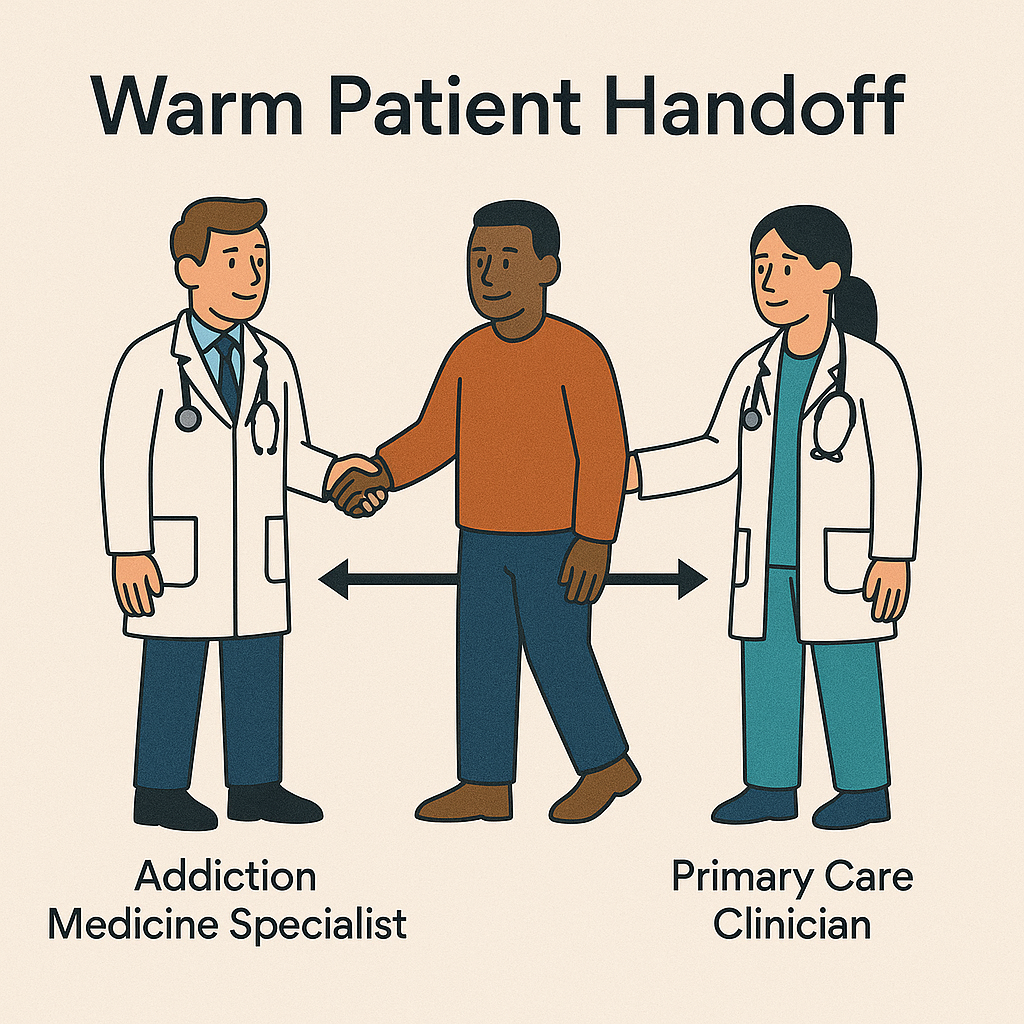 Warm Patient Handoff
Addiction
Medicine Specialist
Primary Care
Clinician